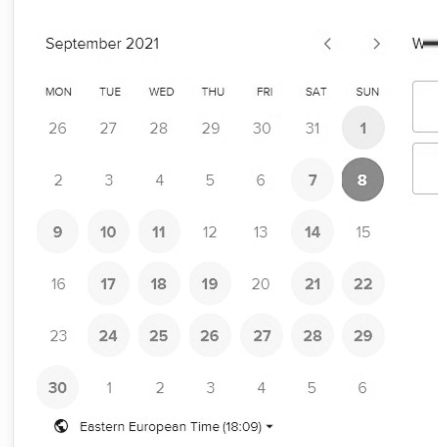 September 2021
MON TUE WED THU FRI SAT SUN
26 27 28 29 30 31 1
2 3 4 5 6 7 8
9 10 11 12 13 14 15
16 17 18 19 20 21 22
23 24 25 26 27 28 29
30 1 2 3 4 5 6
Eastern European Time (18:09)